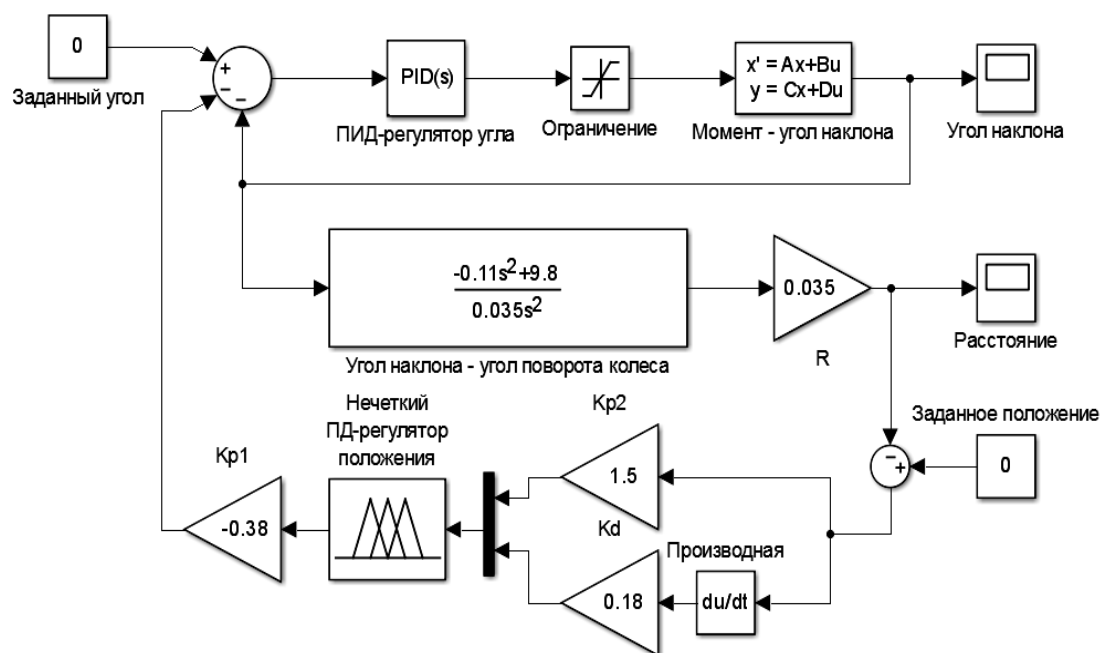 0
Заданный угол
+
−
−
PID(s)
ПИД-регулятор угла
Ограничение
x' = Ax+Bu
y = Cx+Du
Момент - угол наклона
Угол наклона
-0.11s²+9.8
0.035s²
Угол наклона - угол поворота колеса
0.035
R
Расстояние
Заданное положение
−
+
0
Kp2
1.5
Kd
0.18
Производная
du/dt
Нечеткий
ПД-регулятор
положения
Kp1
-0.38